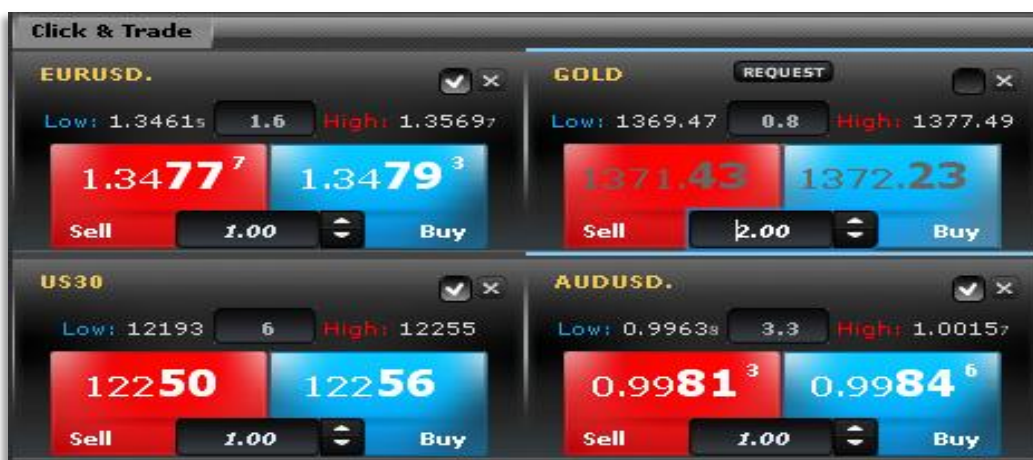 Click & Trade
EURUSD.
Low: 1.34615 1.6 High: 1.35697
1.34777 1.34793
Sell 1.00 Buy
GOLD REQUEST
Low: 1369.47 0.8 High: 1377.49
1371.43 1372.23
Sell 2.00 Buy
US30
Low: 12193 6 High: 12255
12250 12256
Sell 1.00 Buy
AUDUSD.
Low: 0.99638 3.3 High: 1.00157
0.99813 0.99846
Sell 1.00 Buy